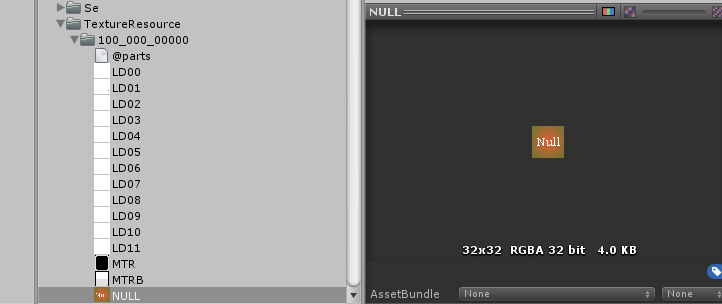 Se
TextureResource
100_000_00000
@parts
LD00
LD01
LD02
LD03
LD04
LD05
LD06
LD07
LD08
LD09
LD10
LD11
MTR
MTRB
NULL
NULL
Null
32x32 RGBA 32 bit 4.0 KB
AssetBundle None None